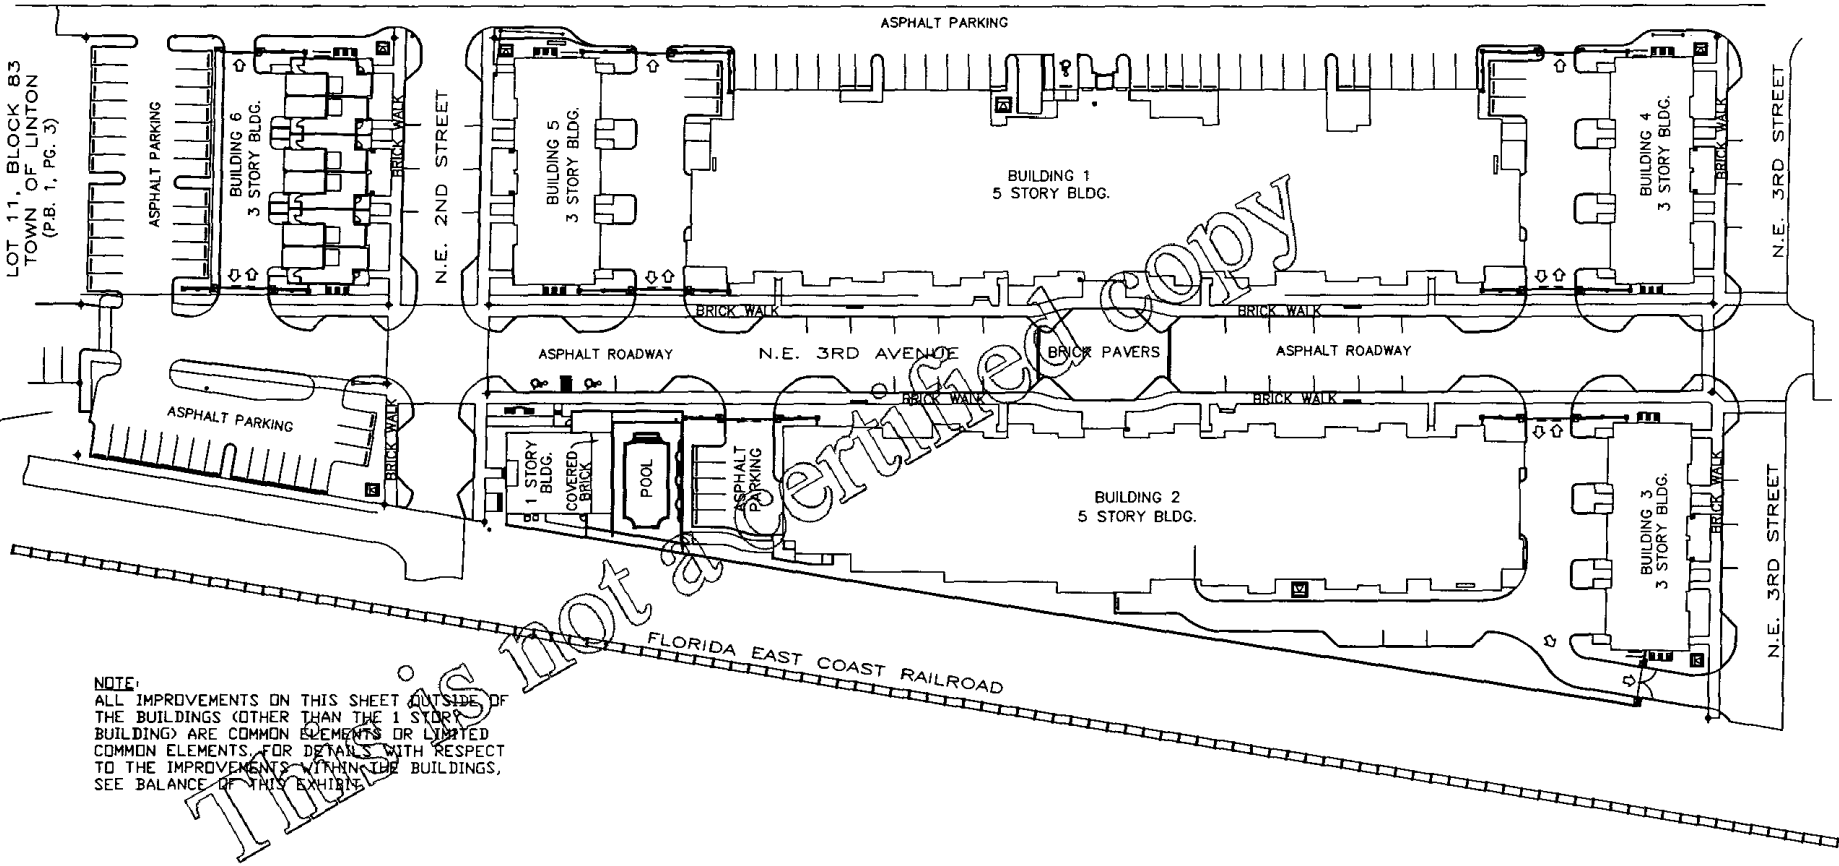 ASPHALT PARKING
LOT 11, BLOCK 83
TOWN OF LINTON
(P.B. 1, PG. 3)
ASPHALT PARKING
BUILDING 6
3 STORY BLDG.
BRICK WALK
N.E. 2ND STREET
BUILDING 5
3 STORY BLDG.
BUILDING 1
5 STORY BLDG.
BUILDING 4
3 STORY BLDG.
BRICK WALK
N.E. 3RD STREET
BRICK WALK
BRICK WALK
ASPHALT ROADWAY
N.E. 3RD AVENUE
BRICK PAVERS
ASPHALT ROADWAY
BRICK WALK
BRICK WALK
ASPHALT PARKING
BRICK WALK
1 STORY
BLDG.
COVERED
BRICK
POOL
ASPHALT
PARKING
BUILDING 2
5 STORY BLDG.
BUILDING 3
3 STORY BLDG.
BRICK WALK
N.E. 3RD STREET
FLORIDA EAST COAST RAILROAD
NOTE:
ALL IMPROVEMENTS ON THIS SHEET OUTSIDE OF
THE BUILDINGS (OTHER THAN THE 1 STORY
BUILDING) ARE COMMON ELEMENTS OR LIMITED
COMMON ELEMENTS. FOR DETAILS WITH RESPECT
TO THE IMPROVEMENTS WITHIN THE BUILDINGS,
SEE BALANCE OF THIS EXHIBIT.
This is not a certified copy